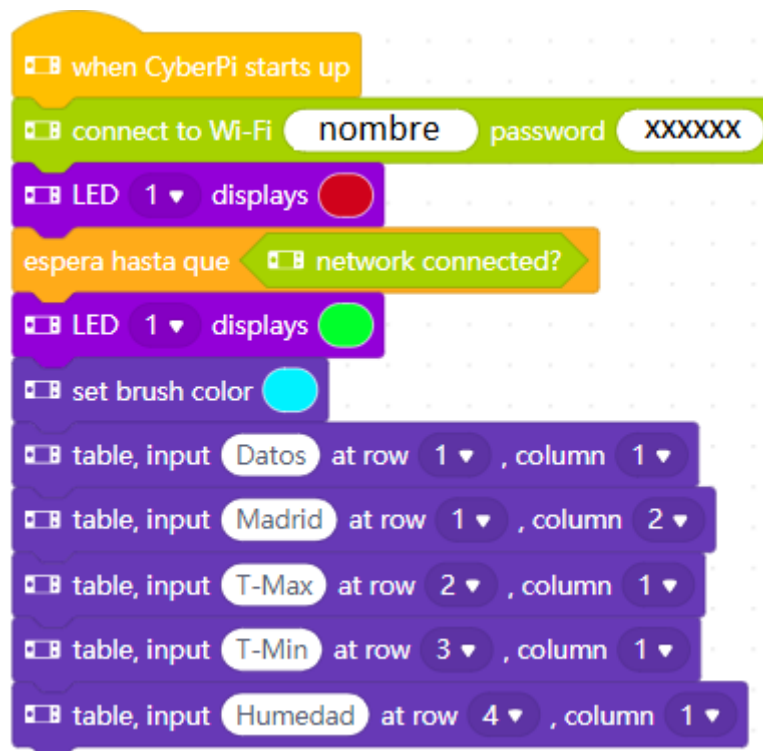 when CyberPi starts up
connect to Wi-Fi nombre password xxxxxx
LED 1 displays
espera hasta que network connected?
LED 1 displays
set brush color
table, input Datos at row 1 , column 1
table, input Madrid at row 1 , column 2
table, input T-Max at row 2 , column 1
table, input T-Min at row 3 , column 1
table, input Humedad at row 4 , column 1